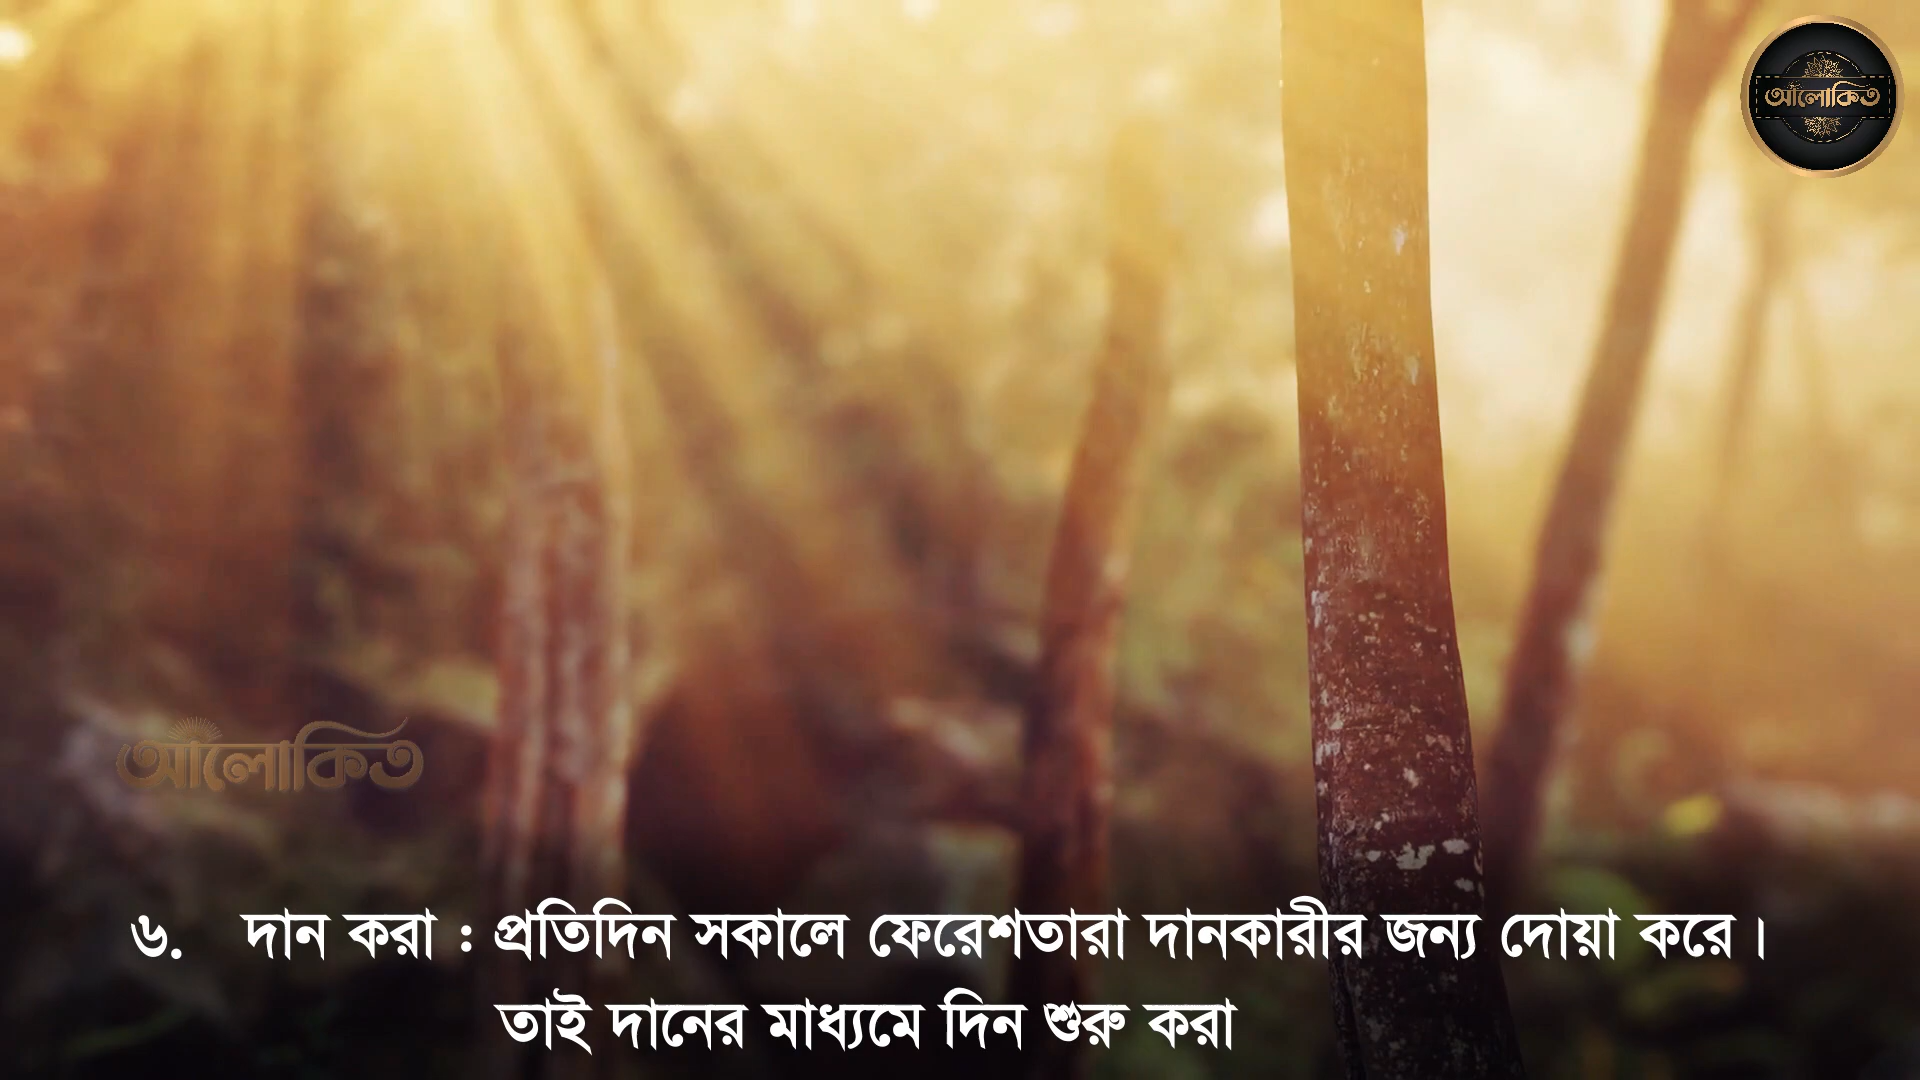 আলোকিত
আলোকিত
৬. দান করা : প্রতিদিন সকালে ফেরেশতারা দানকারীর জন্য দোয়া করে।
তাই দানের মাধ্যমে দিন শুরু করা